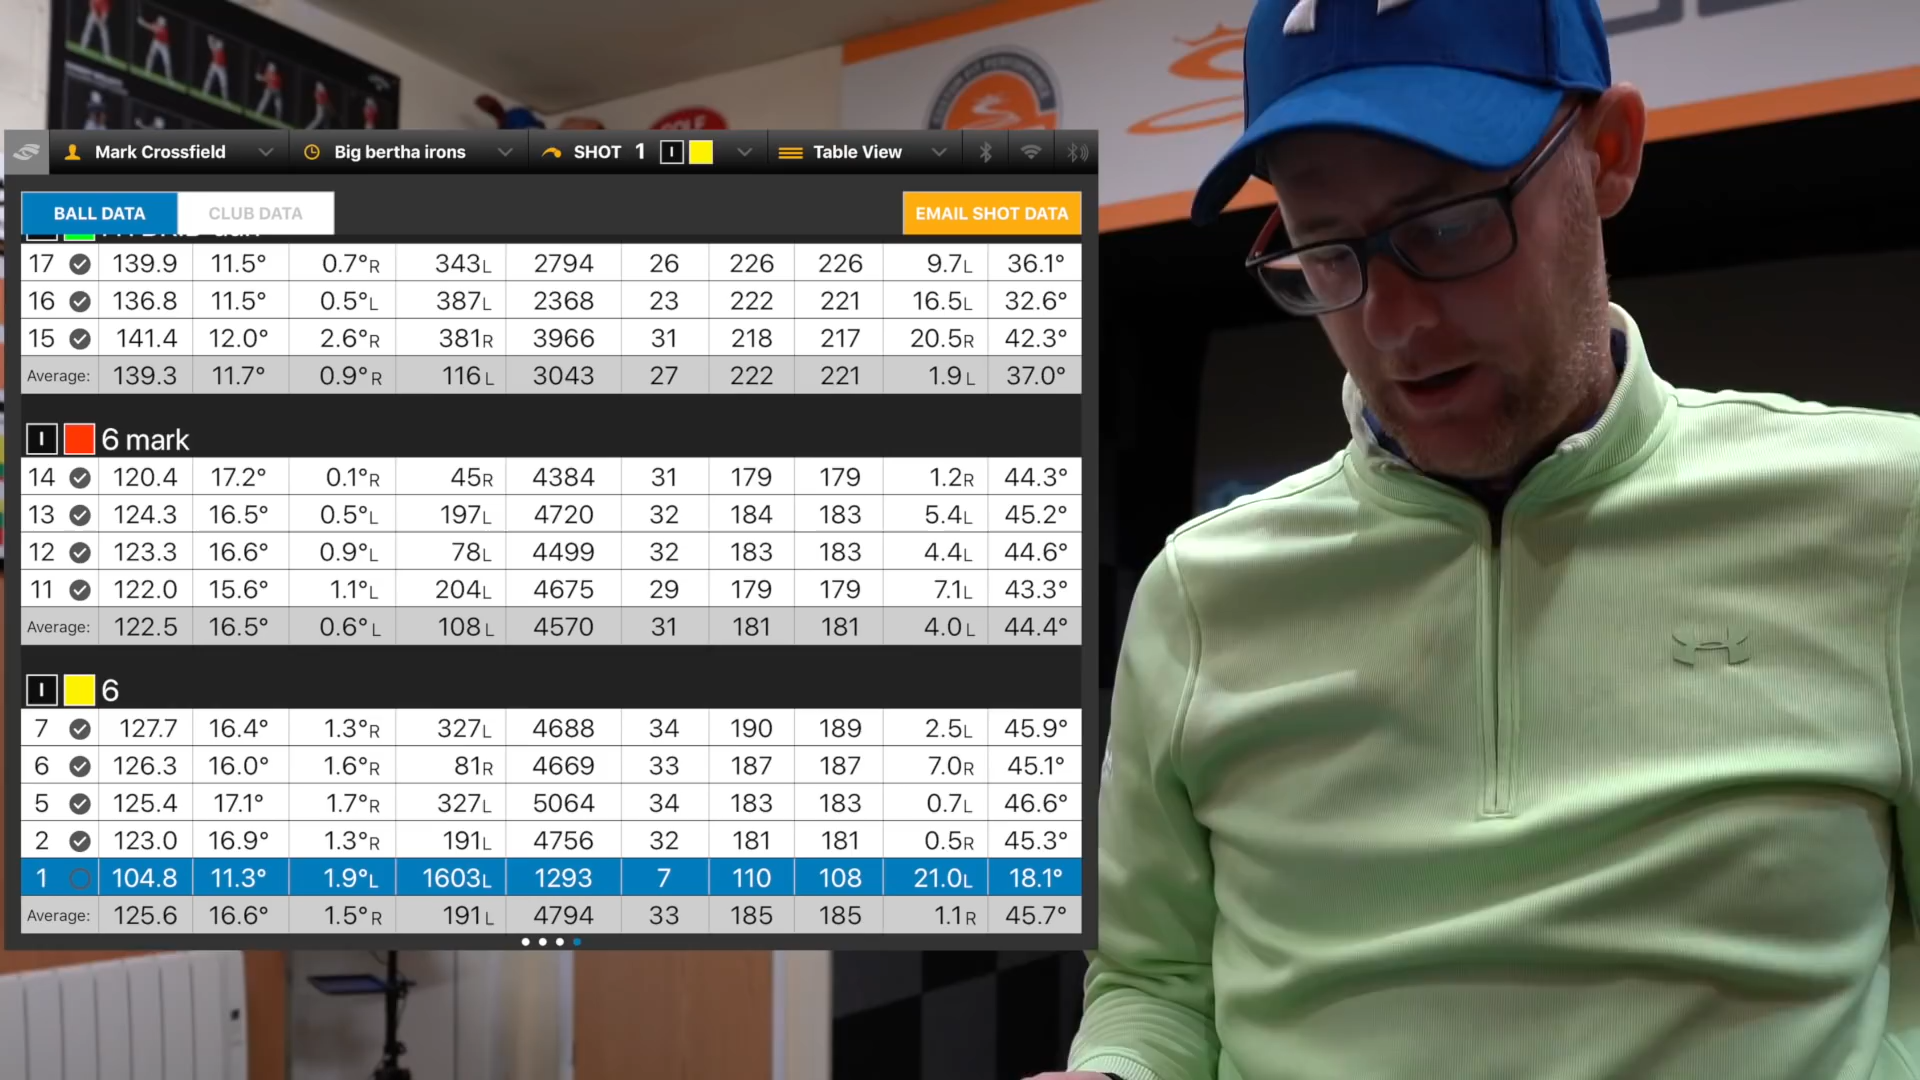 Mark Crossfield Big bertha irons SHOT 1 I Table View
BALL DATA CLUB DATA EMAIL SHOT DATA
17 139.9 11.5° 0.7°R 343L 2794 26 226 226 9.7L 36.1°
16 136.8 11.5° 0.5°L 387L 2368 23 222 221 16.5L 32.6°
15 141.4 12.0° 2.6°R 381R 3966 31 218 217 20.5R 42.3°
Average: 139.3 11.7° 0.9°R 116L 3043 27 222 221 1.9L 37.0°
I 6 mark
14 120.4 17.2° 0.1°R 45R 4384 31 179 179 1.2R 44.3°
13 124.3 16.5° 0.5°L 197L 4720 32 184 183 5.4L 45.2°
12 123.3 16.6° 0.9°L 78L 4499 32 183 183 4.4L 44.6°
11 122.0 15.6° 1.1°L 204L 4675 29 179 179 7.1L 43.3°
Average: 122.5 16.5° 0.6°L 108L 4570 31 181 181 4.0L 44.4°
I 6
7 127.7 16.4° 1.3°R 327L 4688 34 190 189 2.5L 45.9°
6 126.3 16.0° 1.6°R 81R 4669 33 187 187 7.0R 45.1°
5 125.4 17.1° 1.7°R 327L 5064 34 183 183 0.7L 46.6°
2 123.0 16.9° 1.3°R 191L 4756 32 181 181 0.5R 45.3°
1 104.8 11.3° 1.9°L 1603L 1293 7 110 108 21.0L 18.1°
Average: 125.6 16.6° 1.5°R 191L 4794 33 185 185 1.1R 45.7°